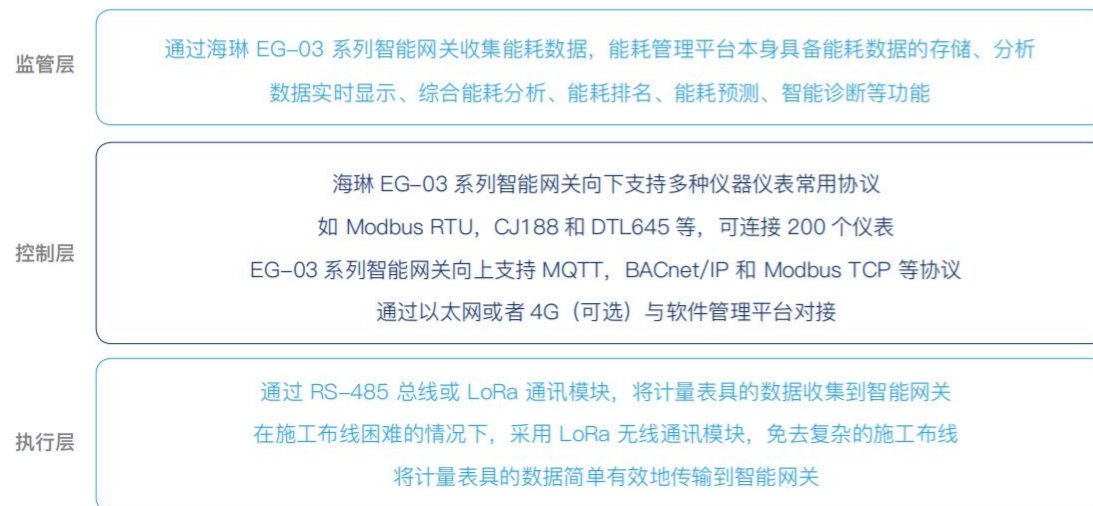 监管层
通过海琳 EG-03 系列智能网关收集能耗数据，能耗管理平台本身具备能耗数据的存储、分析
数据实时显示、综合能耗分析、能耗排名、能耗预测、智能诊断等功能
控制层
海琳 EG-03 系列智能网关向下支持多种仪器仪表常用协议
如 Modbus RTU，CJ188 和 DTL645 等，可连接 200 个仪表
EG-03 系列智能网关向上支持 MQTT，BACnet/IP 和 Modbus TCP 等协议
通过以太网或者 4G（可选）与软件管理平台对接
执行层
通过 RS-485 总线或 LoRa 通讯模块，将计量表具的数据收集到智能网关
在施工布线困难的情况下，采用 LoRa 无线通讯模块，免去复杂的施工布线
将计量表具的数据简单有效地传输到智能网关